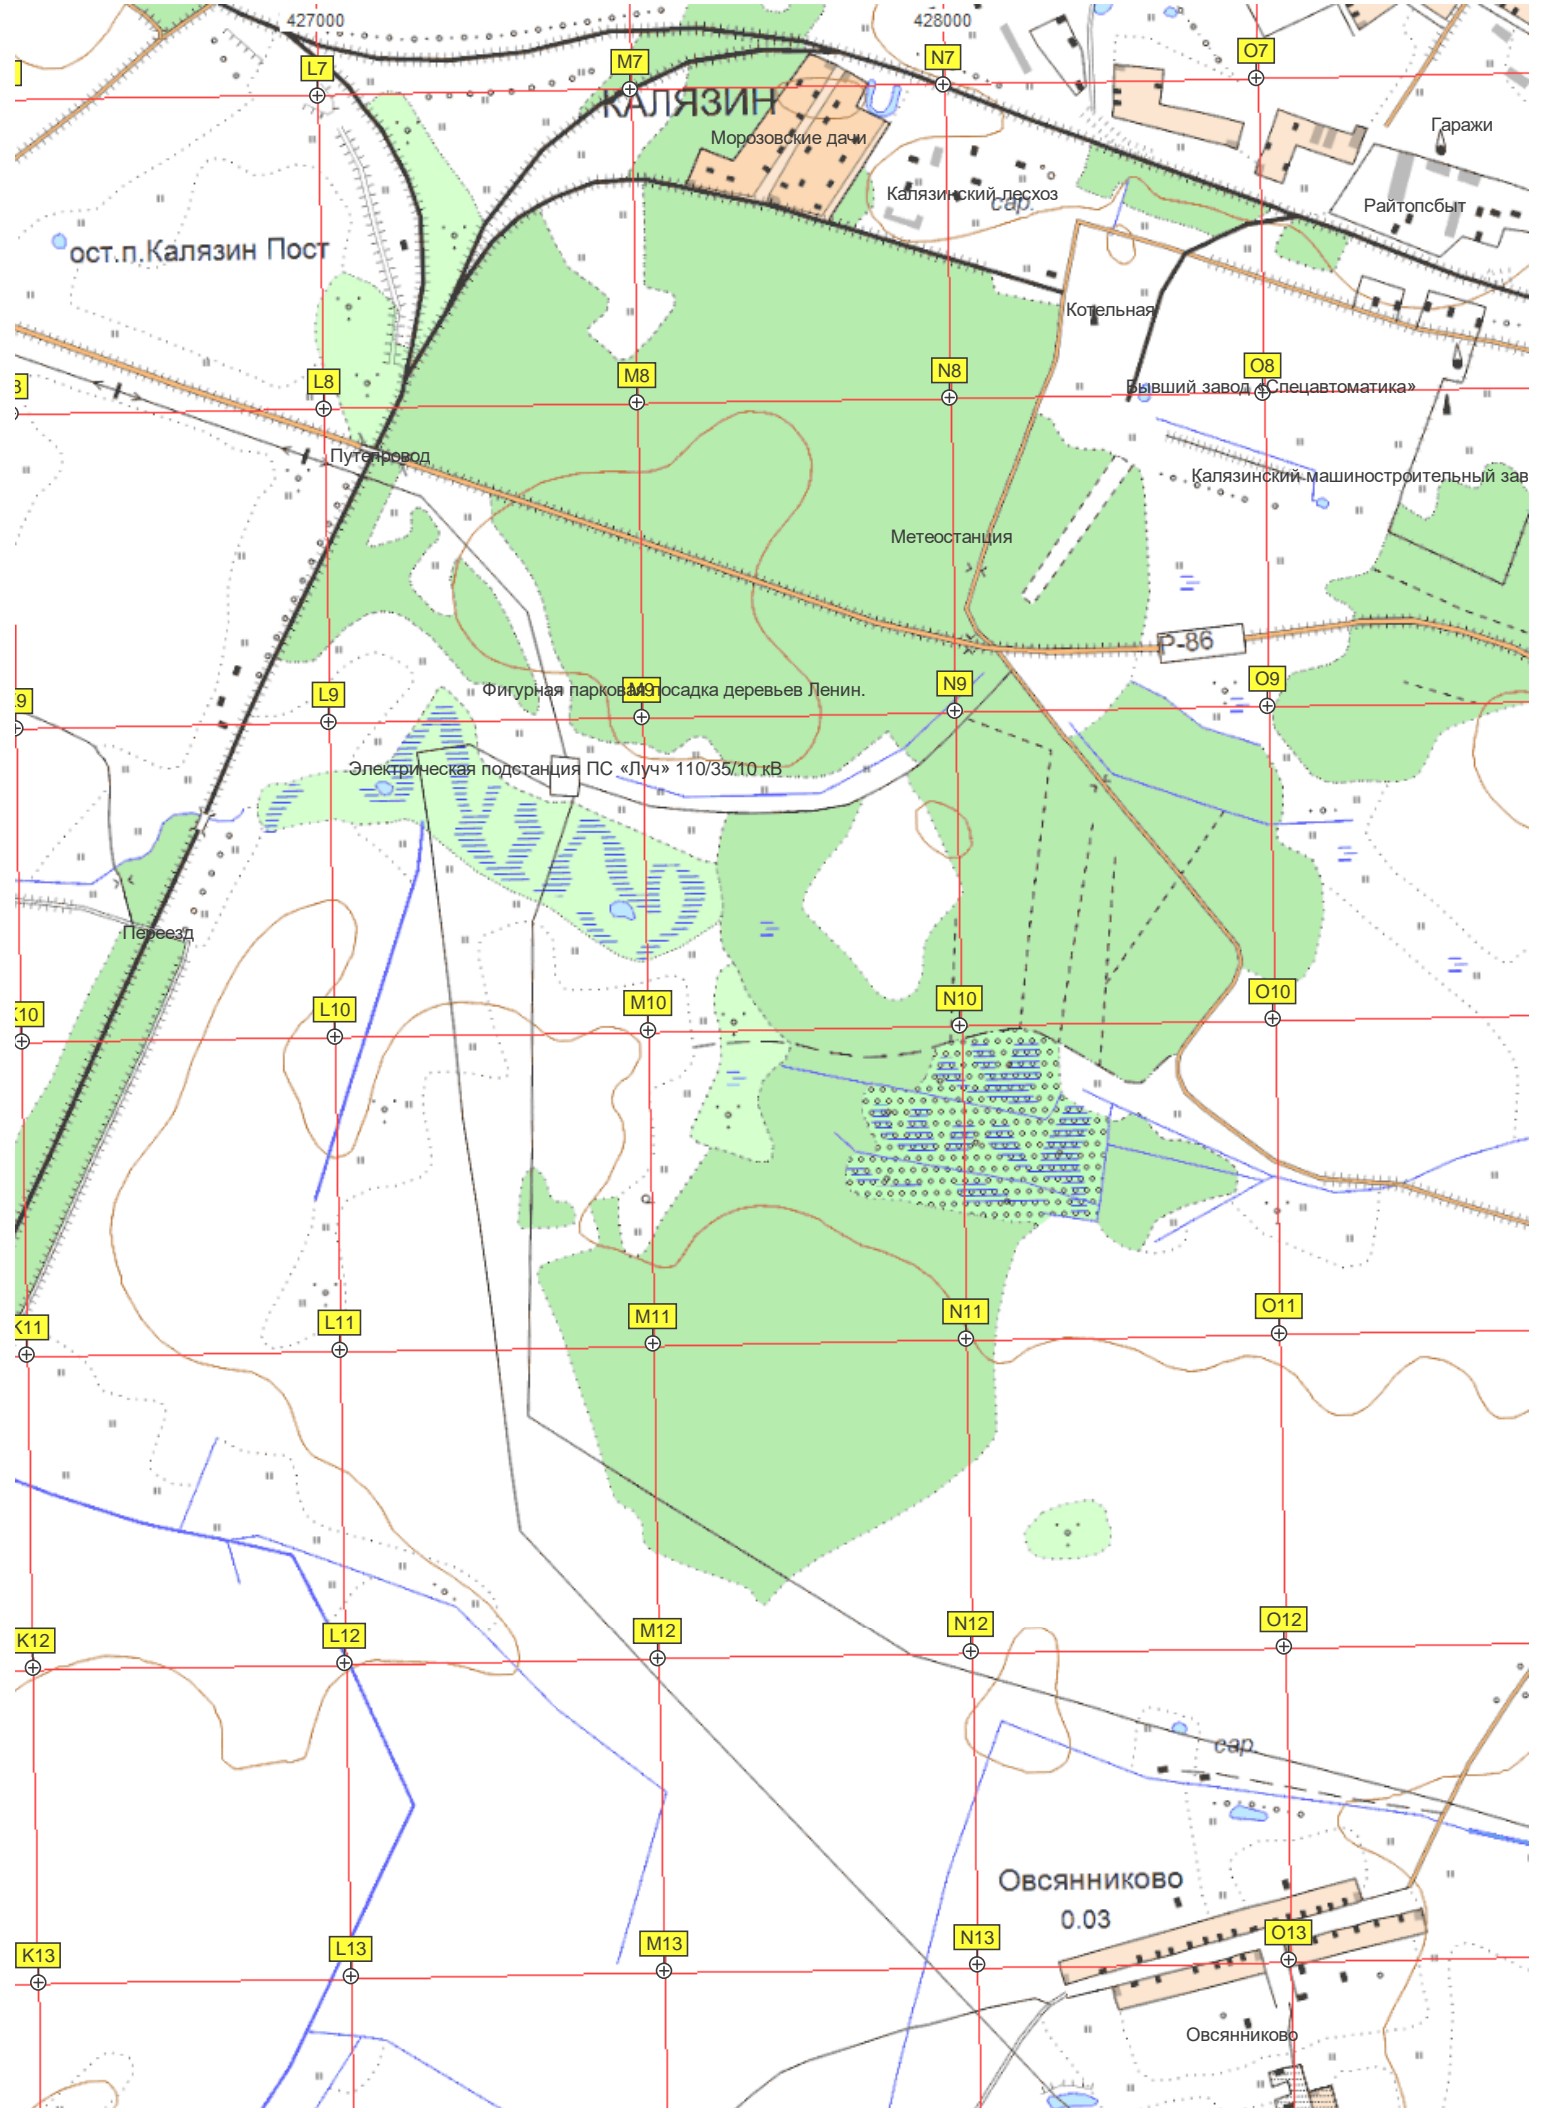 427000
428000
L7
M7
N7
O7
КАЛЯЗИН
Морозовские дачи
Гаражи
Калязинский лесхоз
сар.
Райтопсбыт
ост.п.Калязин Пост
Котельная
L8
M8
N8
O8
Бывший завод «Спецавтоматика»
Путепровод
Калязинский машиностроительный зав
Метеостанция
Р-86
L9
M9
N9
O9
Фигурная парковая посадка деревьев Ленин.
Электрическая подстанция ПС «Луч» 110/35/10 кВ
Переезд
K10
L10
M10
N10
O10
K11
L11
M11
N11
O11
K12
L12
M12
N12
O12
сар.
Овсянниково
0.03
K13
L13
M13
N13
O13
Овсянниково